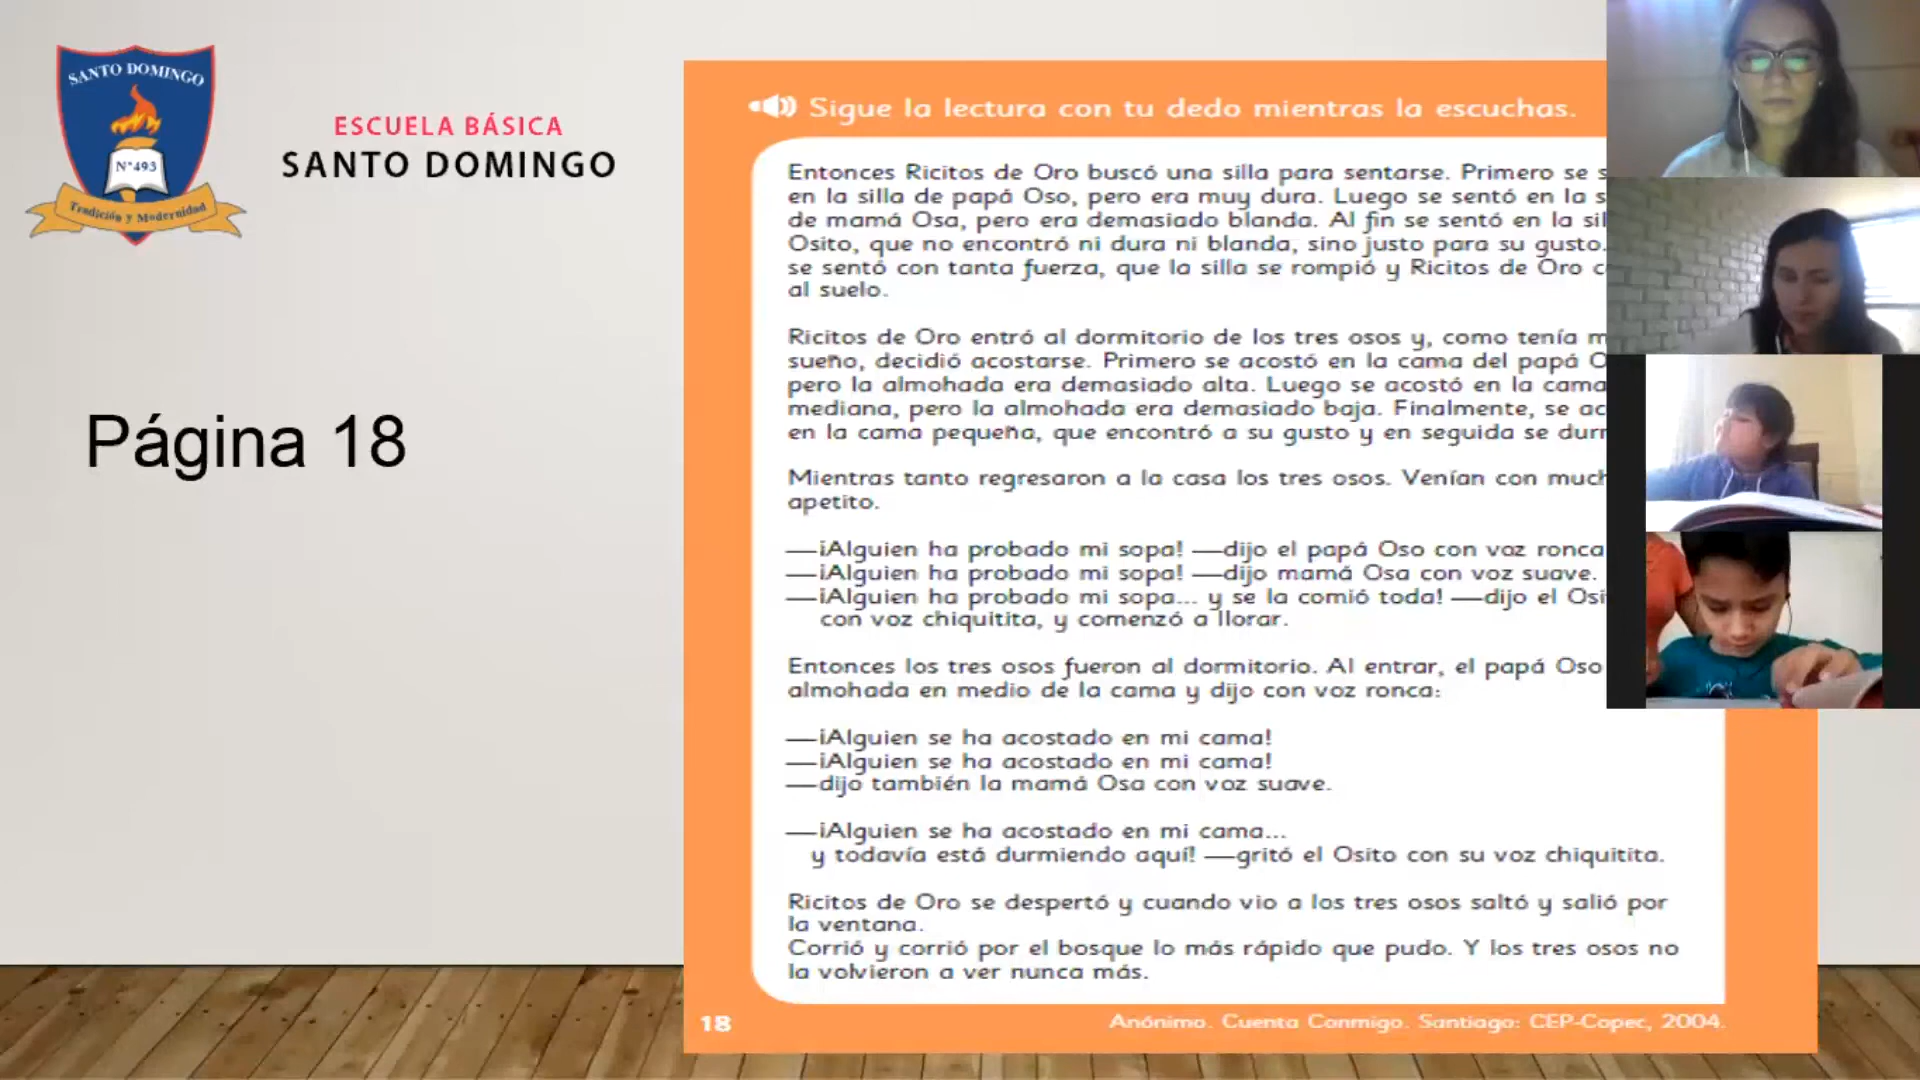 SANTO DOMINGO
N°493
Tradición y Modernidad
ESCUELA BÁSICA
SANTO DOMINGO
Página 18
Sigue la lectura con tu dedo mientras la escuchas.
Entonces Ricitos de Oro buscó una silla para sentarse. Primero se
en la silla de papá Oso, pero era muy dura. Luego se sentó en la
de mamá Osa, pero era demasiado blanda. Al fin se sentó en la
Osito, que no encontró ni dura ni blanda, sino justo para su gusto.
se sentó con tanta fuerza, que la silla se rompió y Ricitos de Oro
al suelo.
Ricitos de Oro entró al dormitorio de los tres osos y, como tenía
sueño, decidió acostarse. Primero se acostó en la cama del papá
pero la almohada era demasiado alta. Luego se acostó en la cama
mediana, pero la almohada era demasiado baja. Finalmente, se
en la cama pequeña, que encontró a su gusto y en seguida se
Mientras tanto regresaron a la casa los tres osos. Venían con
apetito.
—¡Alguien ha probado mi sopa! —dijo el papá Oso con voz ronca
—¡Alguien ha probado mi sopa! —dijo mamá Osa con voz suave.
—¡Alguien ha probado mi sopa... y se la comió toda! —dijo el
con voz chiquitita, y comenzó a llorar.
Entonces los tres osos fueron al dormitorio. Al entrar, el papá Oso
almohada en medio de la cama y dijo con voz ronca:
—¡Alguien se ha acostado en mi cama!
—¡Alguien se ha acostado en mi cama!
—dijo también la mamá Osa con voz suave.
—¡Alguien se ha acostado en mi cama...
y todavía está durmiendo aquí! —gritó el Osito con su voz chiquitita.
Ricitos de Oro se despertó y cuando vio a los tres osos saltó y salió por
la ventana.
Corrió y corrió por el bosque lo más rápido que pudo. Y los tres osos no
la volvieron a ver nunca más.
18
Anónimo. Cuenta Conmigo. Santiago: CEP-Copec, 2004.